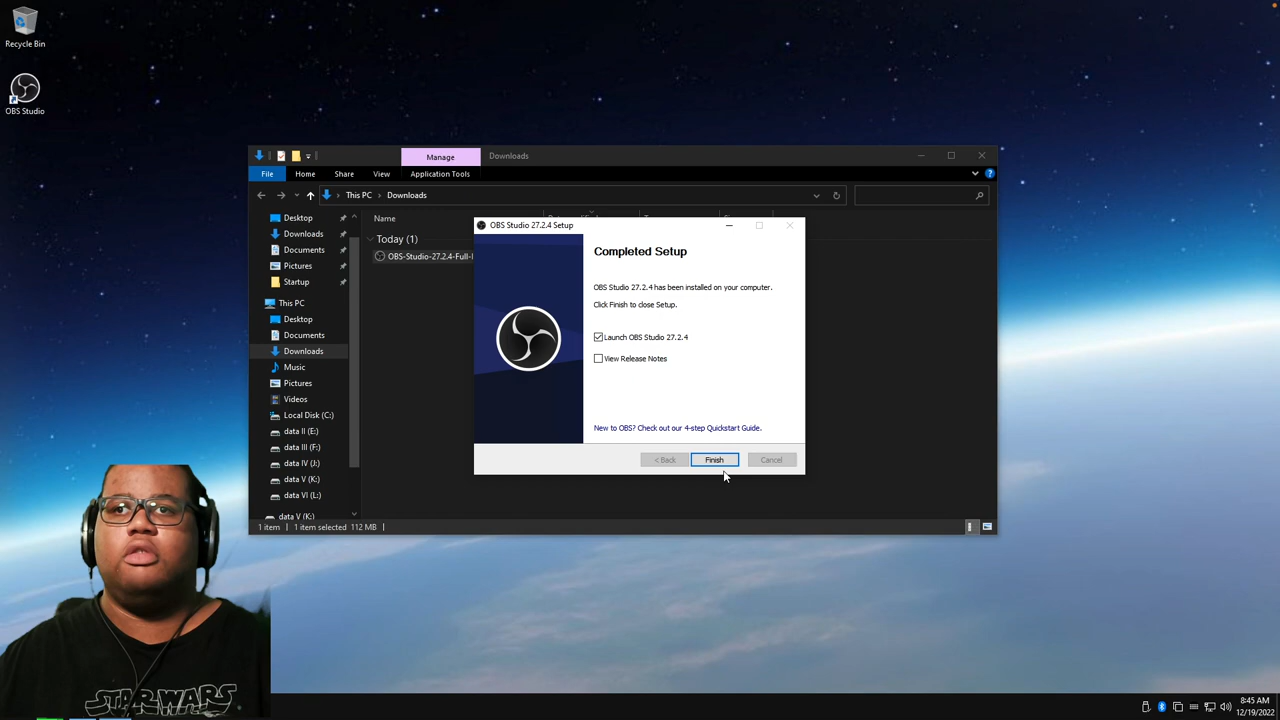 Recycle Bin
OBS Studio
Manage
Downloads
File
Home
Share
View
Application Tools
This PC
Downloads
Desktop
Downloads
Documents
Pictures
Startup
This PC
Desktop
Documents
Downloads
Music
Pictures
Videos
Local Disk (C:)
data II (E:)
data III (F:)
data IV (J:)
data V (K:)
data VI (L:)
data V (K:)
Name
Today (1)
OBS-Studio-27.2.4-Full-
1 item
1 item selected 112 MB
OBS Studio 27.2.4 Setup
Completed Setup
OBS Studio 27.2.4 has been installed on your computer.
Click Finish to close Setup.
Launch OBS Studio 27.2.4
View Release Notes
New to OBS? Check out our 4-step Quickstart Guide.
< Back
Finish
Cancel
STAR WARS
8:45 AM
12/19/2022